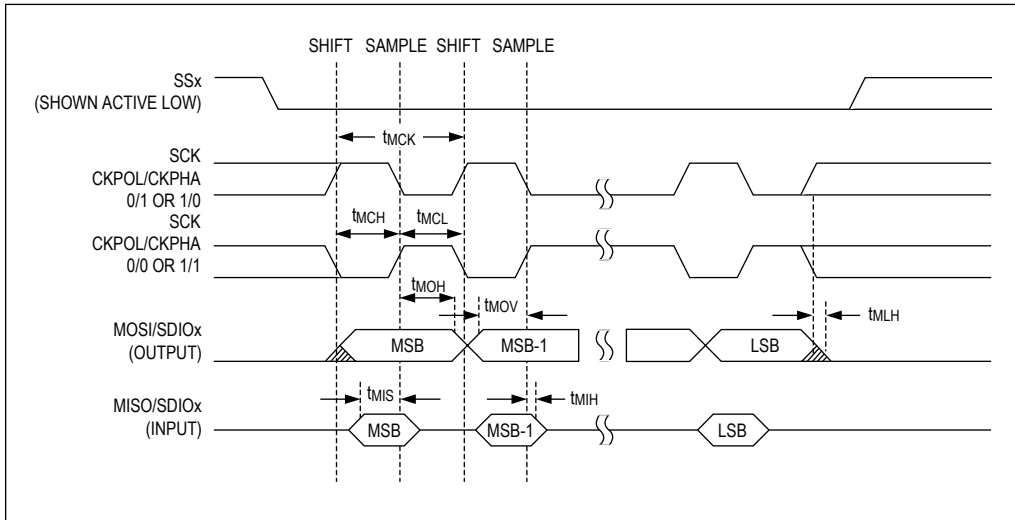 SHIFT SAMPLE SHIFT SAMPLE
SSx
(SHOWN ACTIVE LOW)
tMCK
SCK
CKPOL/CKPHA
0/1 OR 1/0
tMCH
tMCL
SCK
CKPOL/CKPHA
0/0 OR 1/1
tMOH
tMOV
tMLH
MOSI/SDIOx
(OUTPUT)
MSB
MSB-1
LSB
tMIS
tMIH
MISO/SDIOx
(INPUT)
MSB
MSB-1
LSB